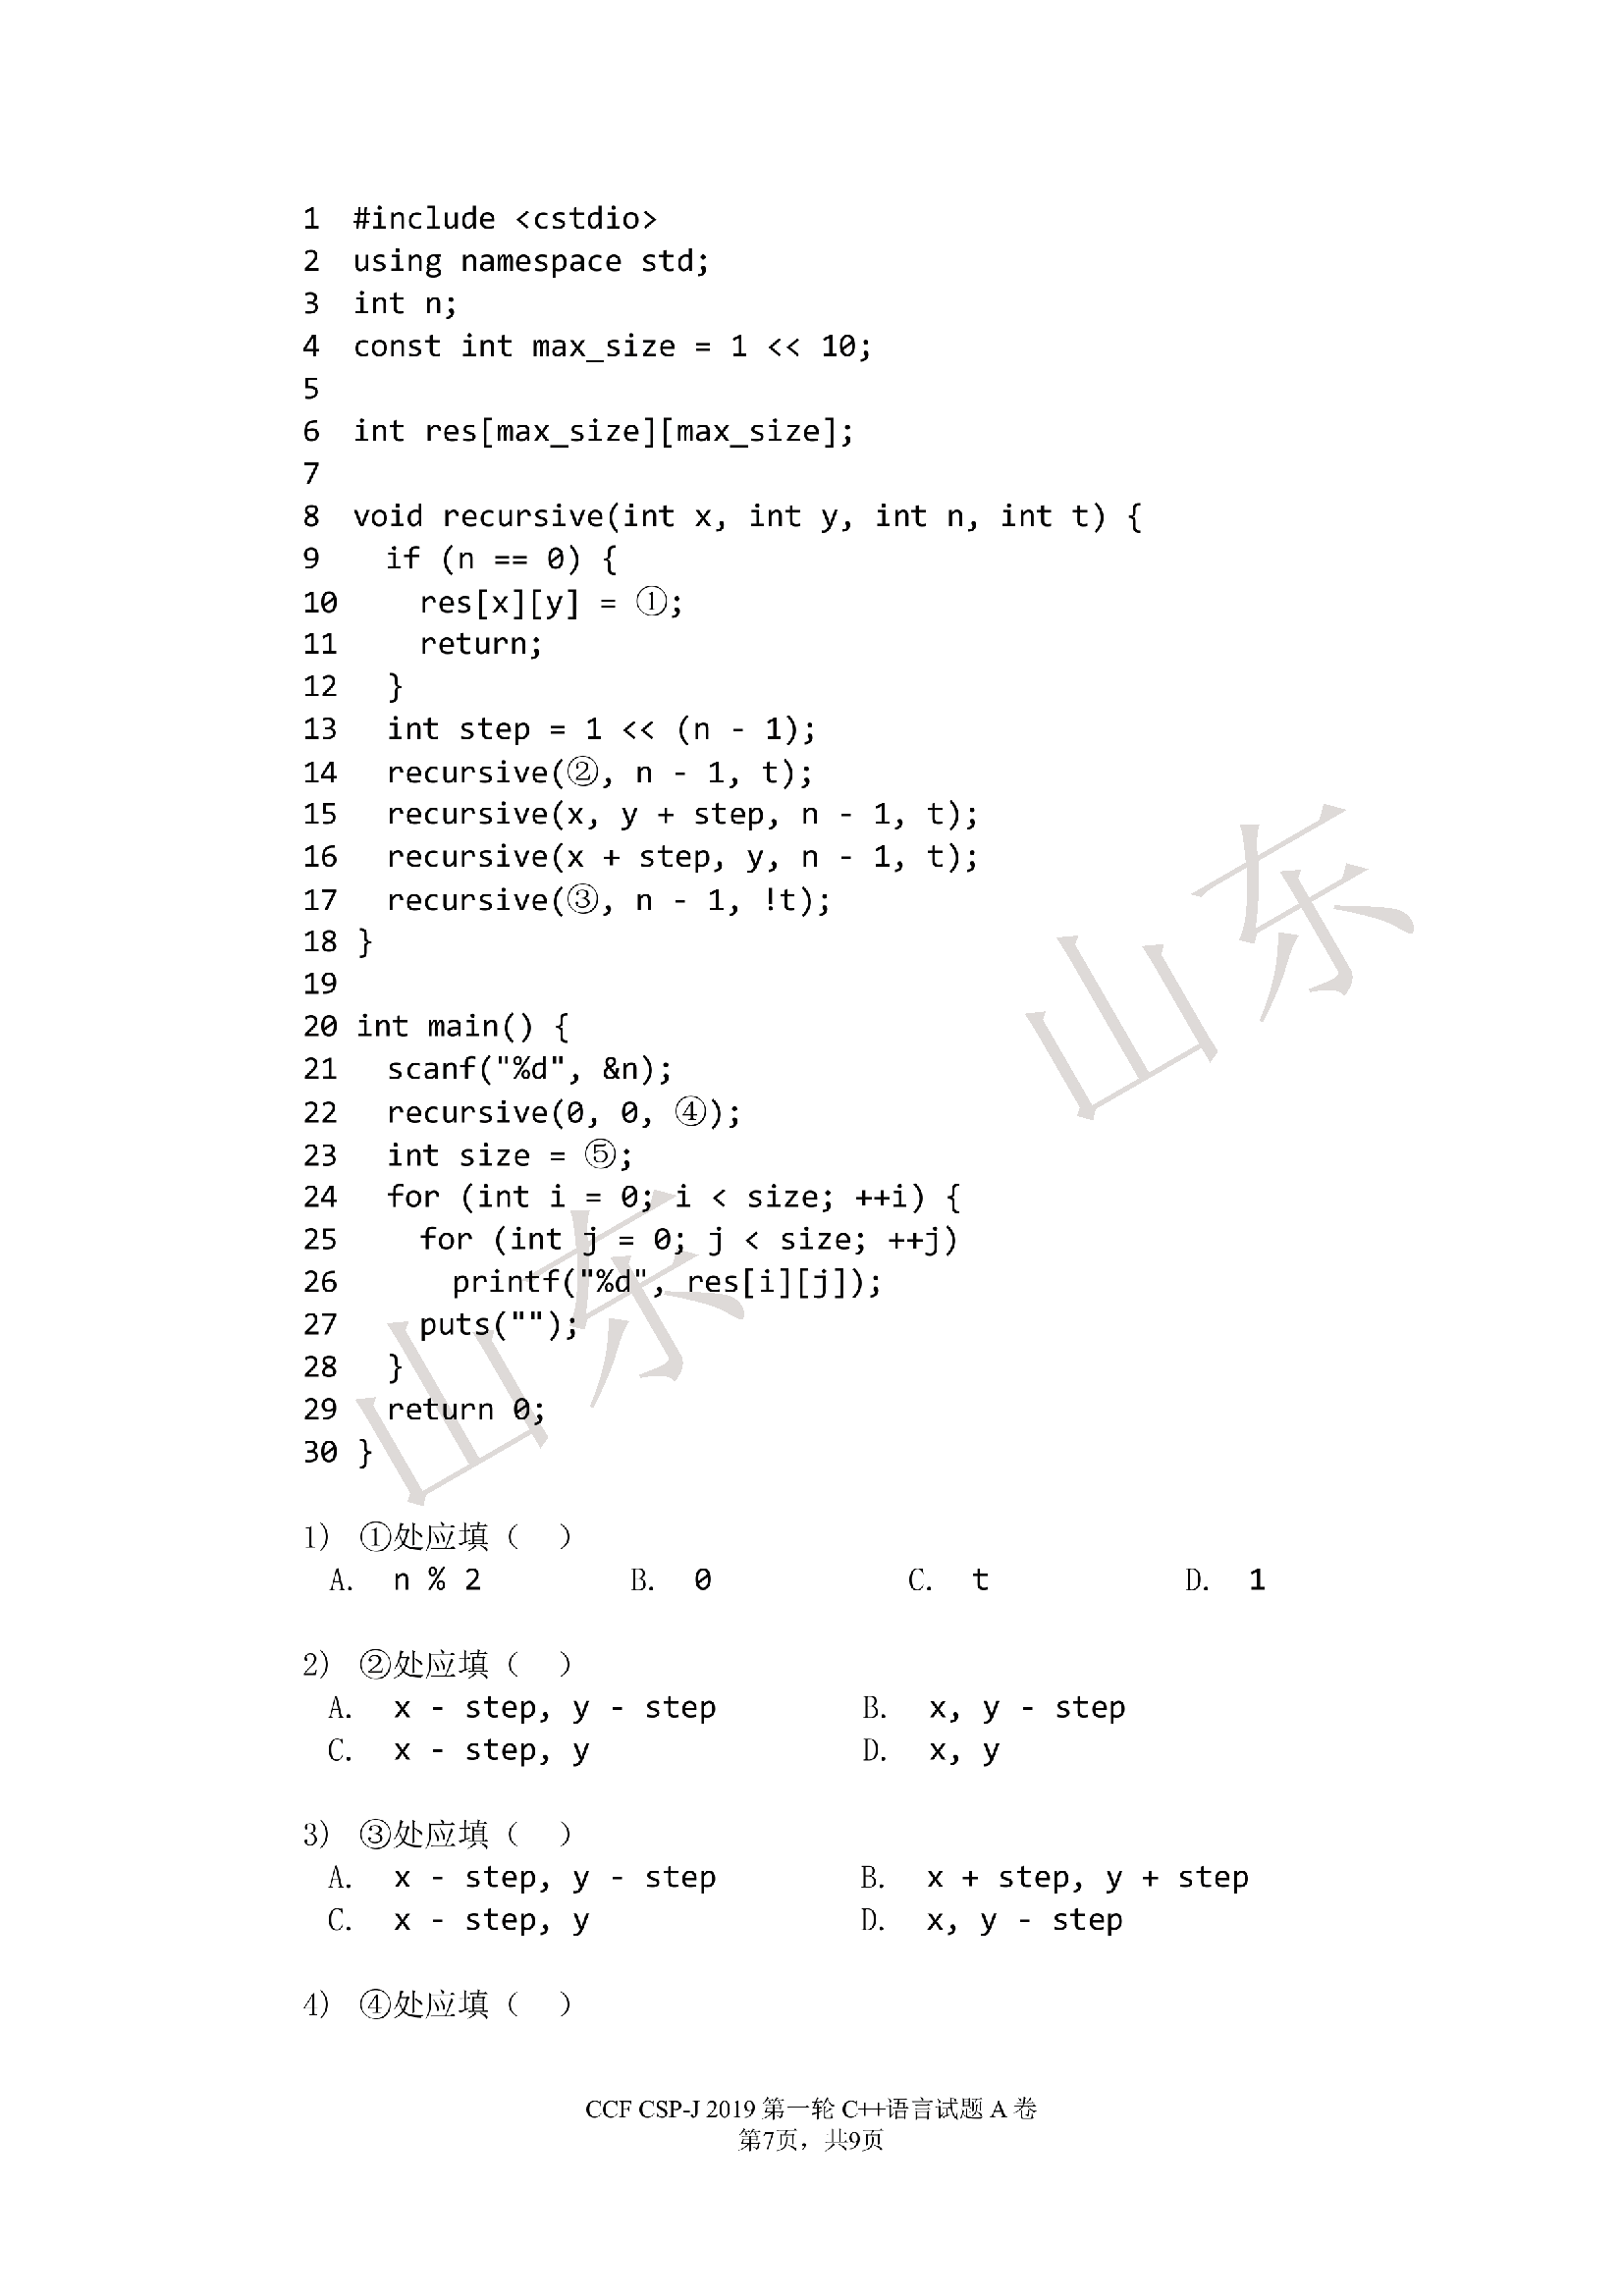 1 #include <cstdio>
2 using namespace std;
3 int n;
4 const int max_size = 1 << 10;
5
6 int res[max_size][max_size];
7
8 void recursive(int x, int y, int n, int t) {
9 if (n == 0) {
10 res[x][y] = ①;
11 return;
12 }
13 int step = 1 << (n - 1);
14 recursive(②, n - 1, t);
15 recursive(x, y + step, n - 1, t);
16 recursive(x + step, y, n - 1, t);
17 recursive(③, n - 1, !t);
18 }
19
20 int main() {
21 scanf("%d", &n);
22 recursive(0, 0, ④);
23 int size = ⑤;
24 for (int i = 0; i < size; ++i) {
25 for (int j = 0; j < size; ++j)
26 printf("%d", res[i][j]);
27 puts("");
28 }
29 return 0;
30 }
山东
山东
1) ①处应填（ ）
A. n % 2 B. 0 C. t D. 1
2) ②处应填（ ）
A. x - step, y - step B. x, y - step
C. x - step, y D. x, y
3) ③处应填（ ）
A. x - step, y - step B. x + step, y + step
C. x - step, y D. x, y - step
4) ④处应填（ ）
CCF CSP-J 2019 第一轮 C++语言试题 A 卷
第7页，共9页